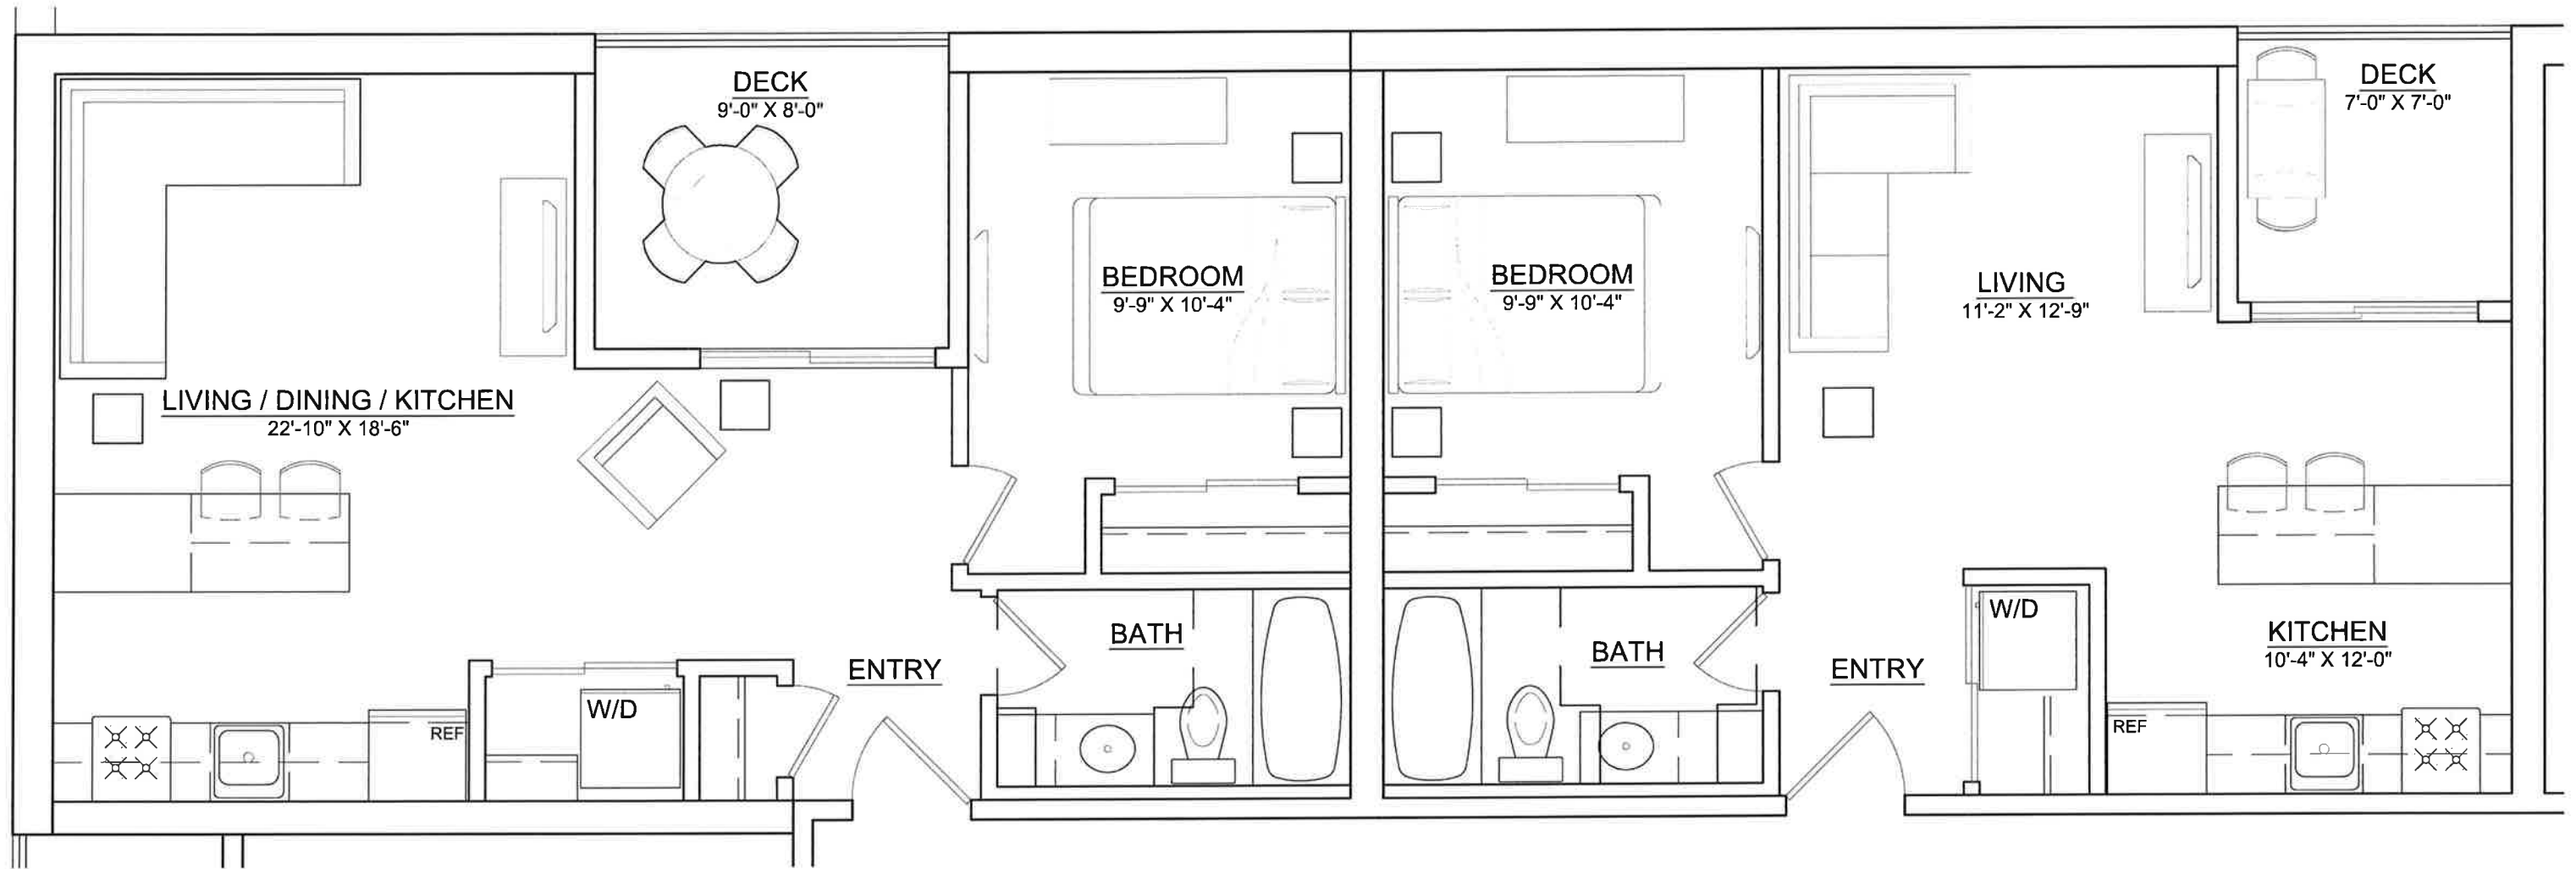 DECK
9'-0" X 8'-0"
DECK
7'-0" X 7'-0"
BEDROOM
9'-9" X 10'-4"
BEDROOM
9'-9" X 10'-4"
LIVING
11'-2" X 12'-9"
LIVING / DINING / KITCHEN
22'-10" X 18'-6"
W/D
BATH
BATH
KITCHEN
10'-4" X 12'-0"
ENTRY
ENTRY
W/D
REF
REF